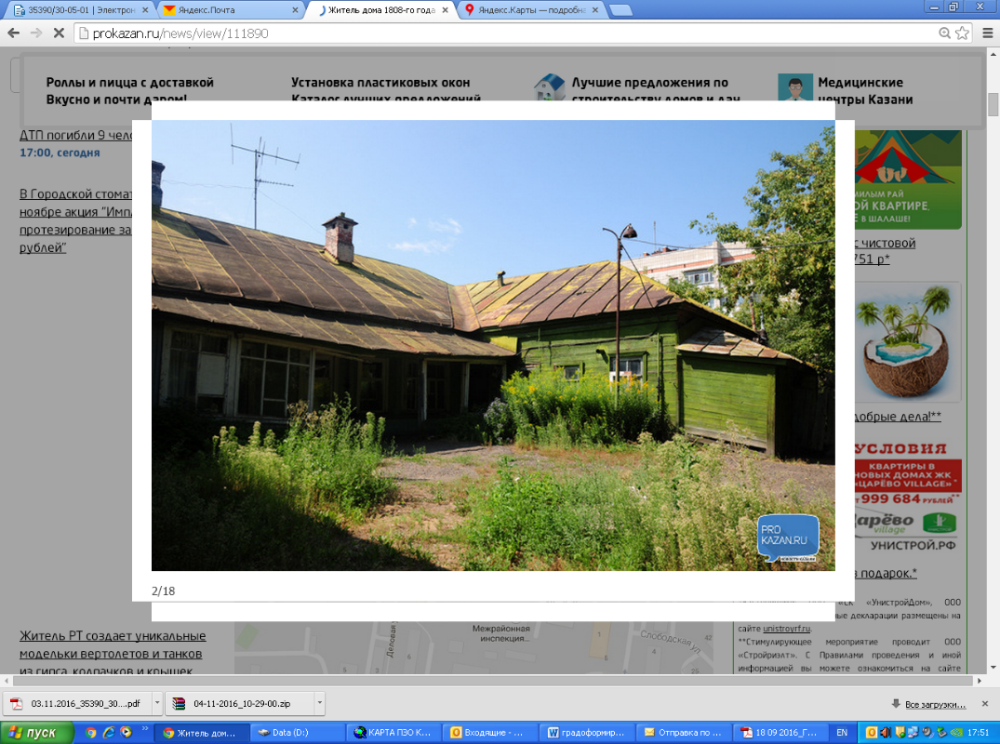 35390/30-05-01 | Электрон
Яндекс.Почта
Житель дома 1808-го года
Яндекс.Карты — подробна
prokazan.ru/news/view/111890
Роллы и пицца с доставкой
Вкусно и почти даром!
Установка пластиковых окон
Каталог лучших предложений
Лучшие предложения по
строительству домов и дач
Медицинские
центры Казани
ДТП погибли 9 чело
17:00, сегодня
В Городской стомат
ноябре акция "Имп
протезирование за
рублей"
МИЛЫМ РАЙ
ОЙ КВАРТИРЕ,
Е В ШАЛАШЕ!
с чистовой
751 р*
добрые дела!**
УСЛОВИЯ
КВАРТИРЫ В
НОВЫХ ДОМАХ ЖК
«ЦАРЁВО VILLAGE»
от 999 684 РУБЛЕЙ**
Царёво
village
УНИСТРОЙ.РФ
в подарок.*
PRO
KAZAN.RU
2/18
«СК «УнистройДом», ООО
ные декларации размещены на
сайте unistroyrf.ru.
**Стимулирующее мероприятие проводит ООО
«Стройриэлт». С Правилами проведения и иной
информацией вы можете ознакомиться на сайте
Житель РТ создает уникальные
модельки вертолетов и танков
из гипса, колпачков и крышек
Деловая
Межрайонная
инспекция...
Слободская ул.
03.11.2016_35390_30....pdf
04-11-2016_10-29-00.zip
Все загрузки...
пуск
Житель дом...
Data (D:)
КАРТА ПЗО К...
Входящие - ...
градоформир...
Отправка по ...
18 09 2016_Г...
EN
17:51